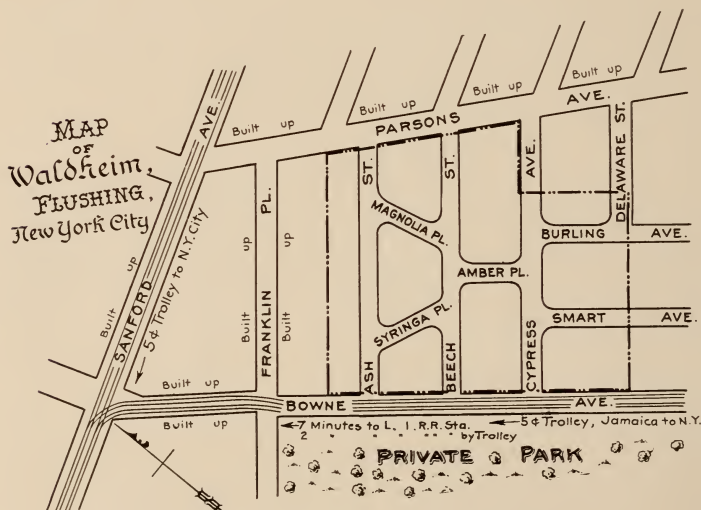 MAP
OF
Waldheim,
FLUSHING,
New York City
Built up
Built up
Built up
Built up
PARSONS AVE.
SANFORD AVE.
Built up
5¢ Trolley to N.Y. City
FRANKLIN PL.
Built up
Built up
ASH ST.
BEECH ST.
CYPRESS AVE.
DELAWARE ST.
MAGNOLIA PL.
SYRINGA PL.
AMBER PL.
BURLING AVE.
SMART AVE.
Built up
Built up
BOWNE AVE.
7 Minutes to L. I. R.R. Sta.
2 " " " " by Trolley
5¢ Trolley, Jamaica to N.Y.
PRIVATE PARK